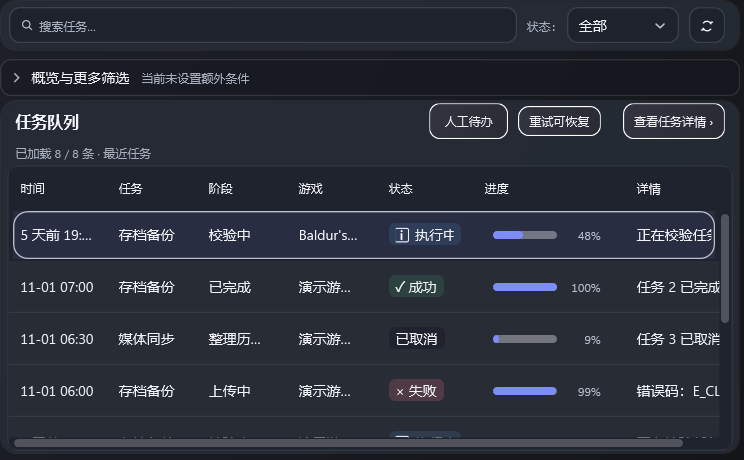 搜索任务...
状态：
全部
概览与更多筛选 当前未设置额外条件
任务队列
人工待办
重试可恢复
查看任务详情 ›
已加载 8 / 8 条 · 最近任务
时间 任务 阶段 游戏 状态 进度 详情
5 天前 19:... 存档备份 校验中 Baldur's... 执行中 48% 正在校验任务
11-01 07:00 存档备份 已完成 演示游... ✓ 成功 100% 任务 2 已完成
11-01 06:30 媒体同步 整理历... 演示游... 已取消 9% 任务 3 已取消
11-01 06:00 存档备份 上传中 演示游... × 失败 99% 错误码：E_CL